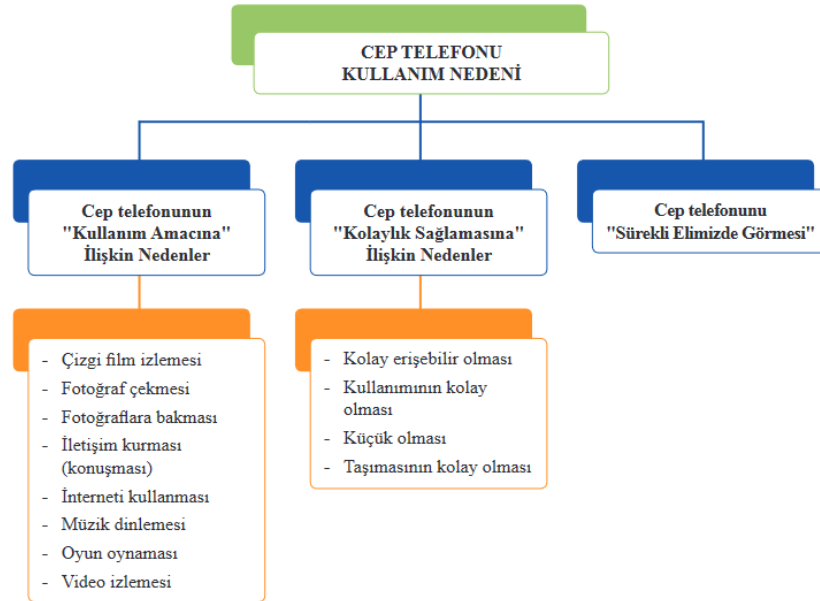 CEP TELEFONU
KULLANIM NEDENİ
Cep telefonunun
"Kullanım Amacına"
İlişkin Nedenler
Cep telefonunun
"Kolaylık Sağlamasına"
İlişkin Nedenler
Cep telefonunu
"Sürekli Elimizde Görmesi"
- Çizgi film izlemesi
- Fotoğraf çekmesi
- Fotoğraflara bakması
- İletişim kurması
(konuşması)
- İnterneti kullanması
- Müzik dinlemesi
- Oyun oynaması
- Video izlemesi
- Kolay erişebilir olması
- Kullanımının kolay
olması
- Küçük olması
- Taşımasının kolay olması